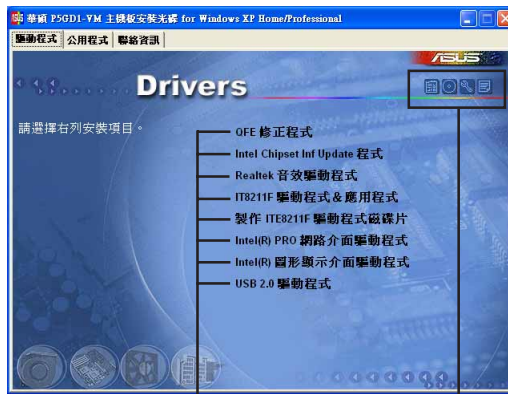 華碩 P5GD1-VM 主機板安裝光碟 for Windows XP Home/Professional
驅動程式 公用程式 聯絡資訊
ASUS
Drivers
請選擇右列安裝項目。
QFE 修正程式
Intel Chipset Inf Update 程式
Realtek 音效驅動程式
IT8211F 驅動程式&應用程式
製作 ITE8211F 驅動程式磁碟片
Intel(R) PRO 網路介面驅動程式
Intel(R) 圖形顯示介面驅動程式
USB 2.0 驅動程式